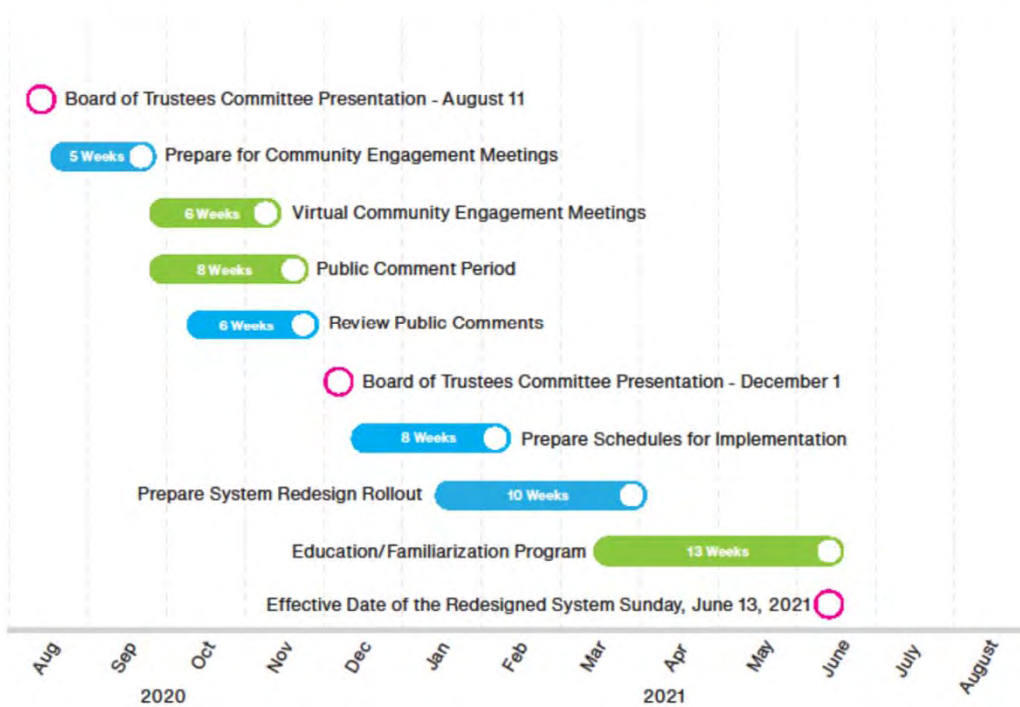 Board of Trustees Committee Presentation - August 11
5 Weeks Prepare for Community Engagement Meetings
6 Weeks Virtual Community Engagement Meetings
8 Weeks Public Comment Period
6 Weeks Review Public Comments
Board of Trustees Committee Presentation - December 1
8 Weeks Prepare Schedules for Implementation
Prepare System Redesign Rollout 10 Weeks
Education/Familiarization Program 13 Weeks
Effective Date of the Redesigned System Sunday, June 13, 2021
Aug Sep Oct Nov Dec Jan Feb Mar Apr May June July August
2020 2021